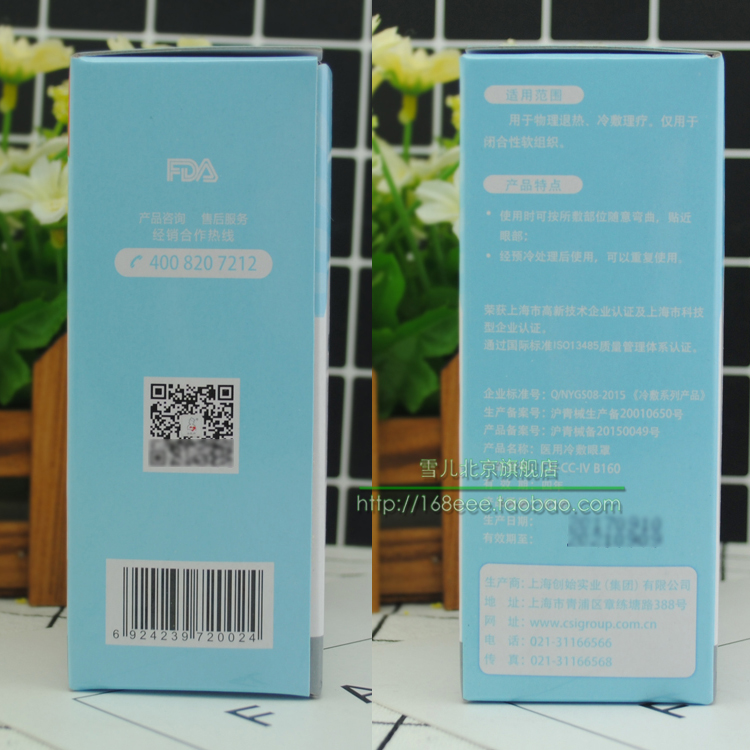 FDA
产品咨询 售后服务
经销合作热线
400 820 7212
6 924239 720024
适用范围
用于物理退热、冷敷理疗。仅用于
闭合性软组织。
产品特点
• 使用时可按所敷部位随意弯曲，贴近
眼部；
• 经预冷处理后使用，可以重复使用。
荣获上海市高新技术企业认证及上海市科技
型企业认证。
通过国际标准ISO13485质量管理体系认证。
企业标准号：Q/NYG508-2015《冷敷系列产品》
生产备案号：沪青械生产备20010650号
产品备案号：沪青械备20150049号
产品名称：医用冷敷眼罩
-CC-IV B160
雪儿北京旗舰店
http://168eee.taobao.com
生产日期：
有效期至：
生产商：上海创始实业（集团）有限公司
地 址：上海市青浦区章练塘路388号
网 址：www.csigroup.com.cn
电 话：021-31166566
传 真：021-31166568